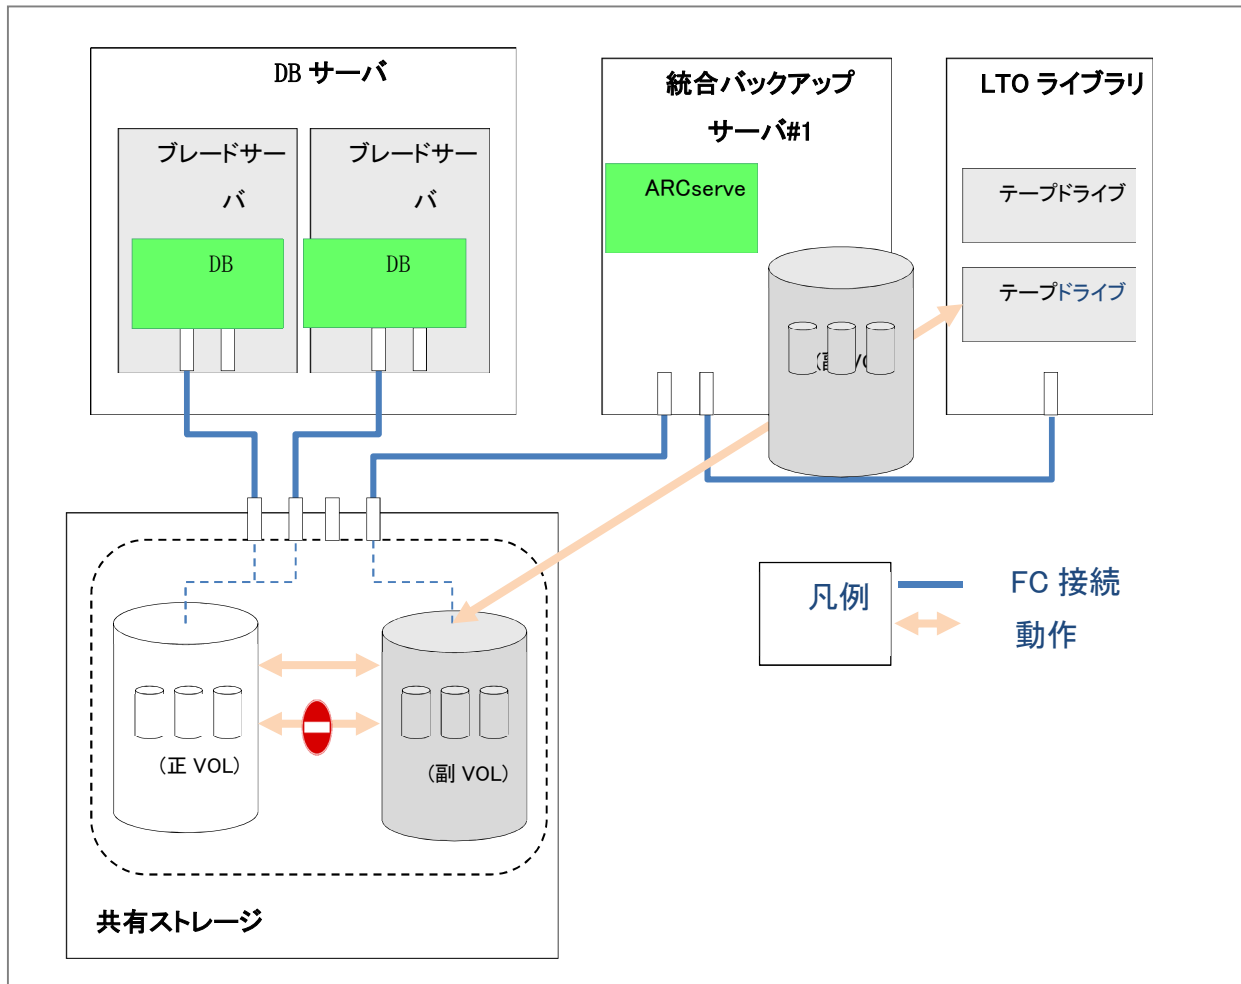 DB サーバ
ブレードサー
バ
DB
ブレードサー
バ
DB
統合バックアップ
サーバ#1
ARCserve
(副 VO
LTO ライブラリ
テープドライブ
テープドライブ
(正 VOL)
(副 VOL)
共有ストレージ
凡例
FC 接続
動作